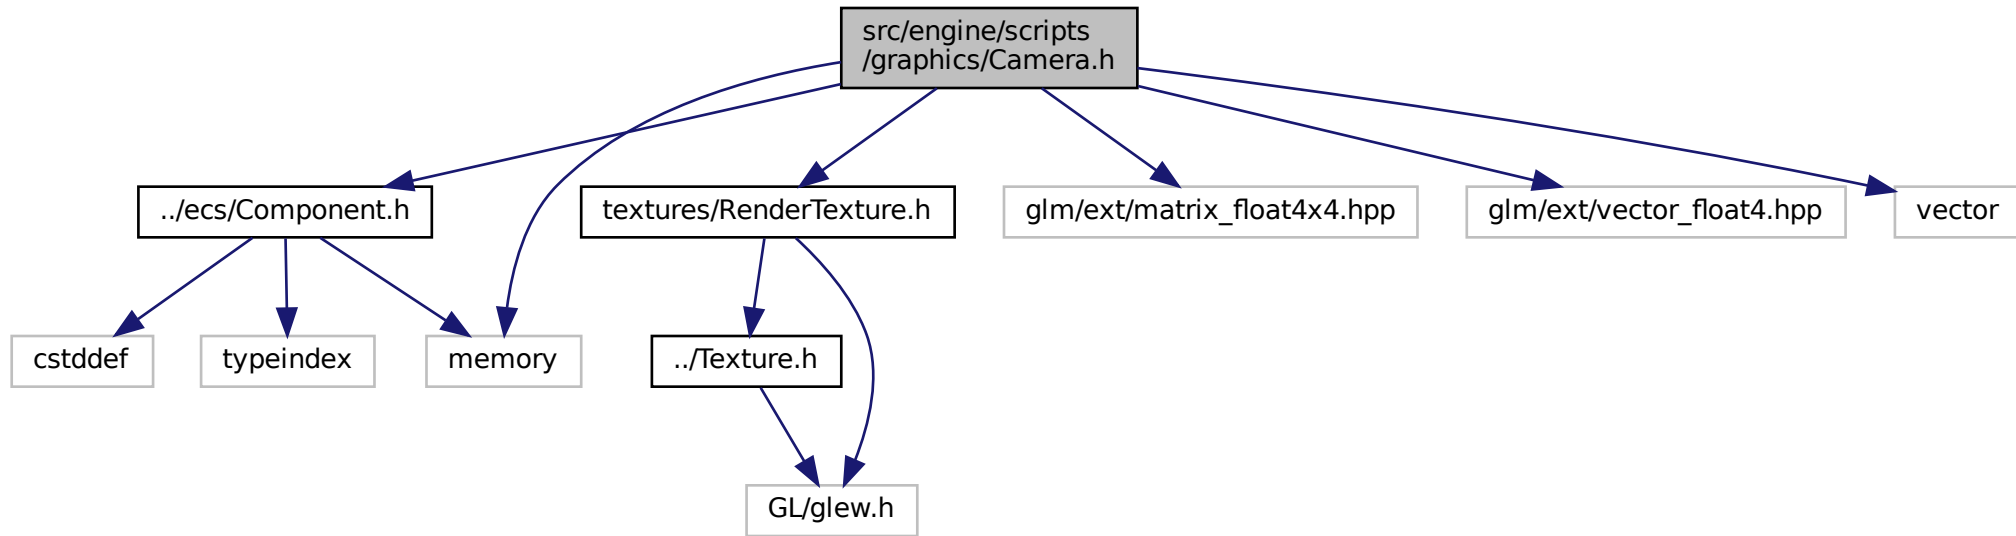 src/engine/scripts
/graphics/Camera.h
../ecs/Component.h
textures/RenderTexture.h
glm/ext/matrix_float4x4.hpp
glm/ext/vector_float4.hpp
vector
cstddef
typeindex
memory
../Texture.h
GL/glew.h